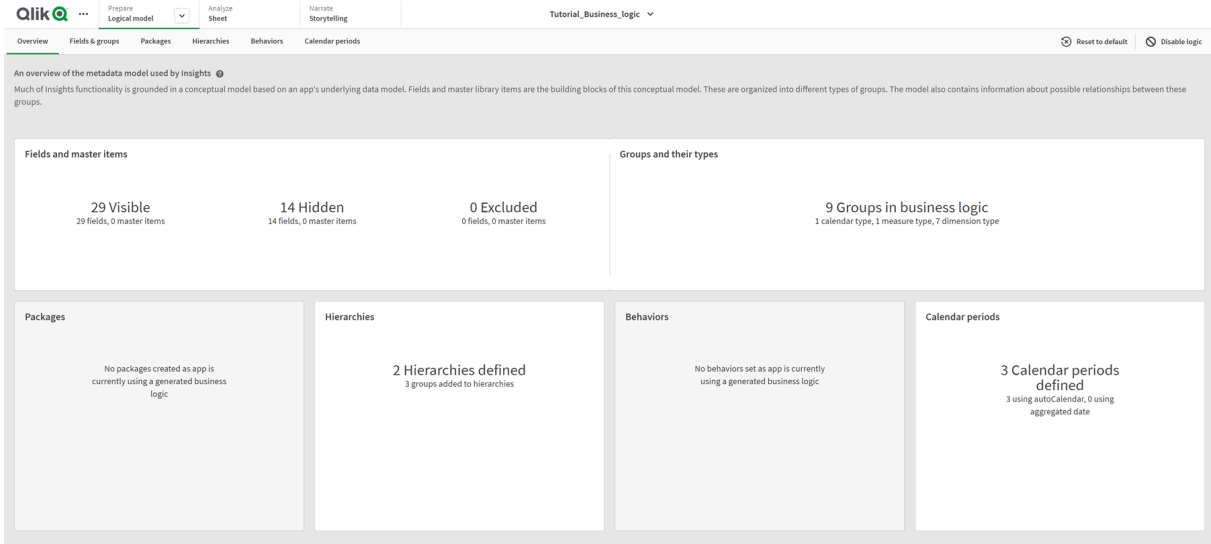 Qlik
Prepare
Logical model
Analyze
Sheet
Narrate
Storytelling
Tutorial_Business_logic
Overview
Fields & groups
Packages
Hierarchies
Behaviors
Calendar periods
Reset to default
Disable logic
An overview of the metadata model used by Insights
Much of Insights functionality is grounded in a conceptual model based on an app's underlying data model. Fields and master library items are the building blocks of this conceptual model. These are organized into different types of groups. The model also contains information about possible relationships between these
groups.
Fields and master items
29 Visible
29 fields, 0 master items
14 Hidden
14 fields, 0 master items
0 Excluded
0 fields, 0 master items
Groups and their types
9 Groups in business logic
1 calendar type, 1 measure type, 7 dimension type
Packages
No packages created as app is
currently using a generated business
logic
Hierarchies
2 Hierarchies defined
3 groups added to hierarchies
Behaviors
No behaviors set as app is currently
using a generated business logic
Calendar periods
3 Calendar periods
defined
3 using autoCalendar, 0 using
aggregated date